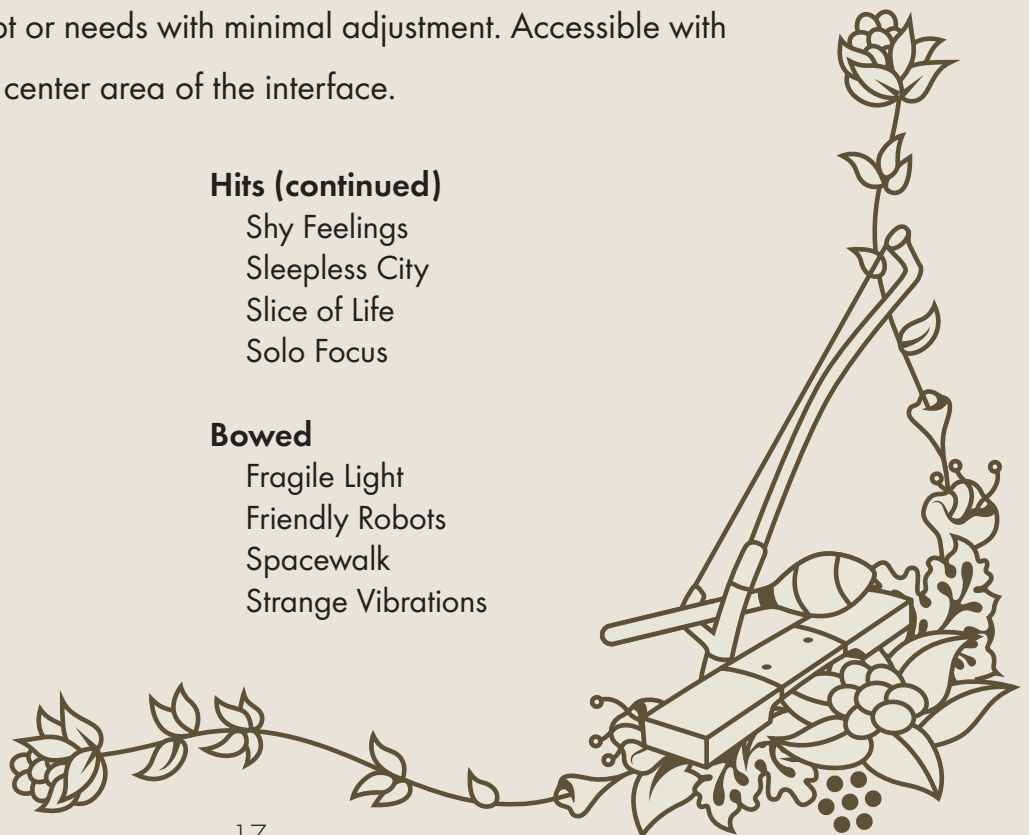 or needs with minimal adjustment. Accessible with
center area of the interface.
Hits (continued)
Shy Feelings
Sleepless City
Slice of Life
Solo Focus
Bowed
Fragile Light
Friendly Robots
Spacewalk
Strange Vibrations
17